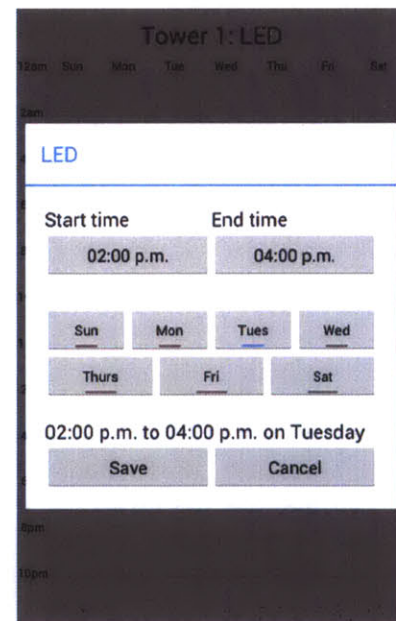 Tower 1: LED
12am Sun Mon Tue Wed Thu Fri Sat
2am
LED
Start time End time
02:00 p.m. 04:00 p.m.
Sun Mon Tues Wed
Thurs Fri Sat
02:00 p.m. to 04:00 p.m. on Tuesday
Save Cancel
8pm
10pm